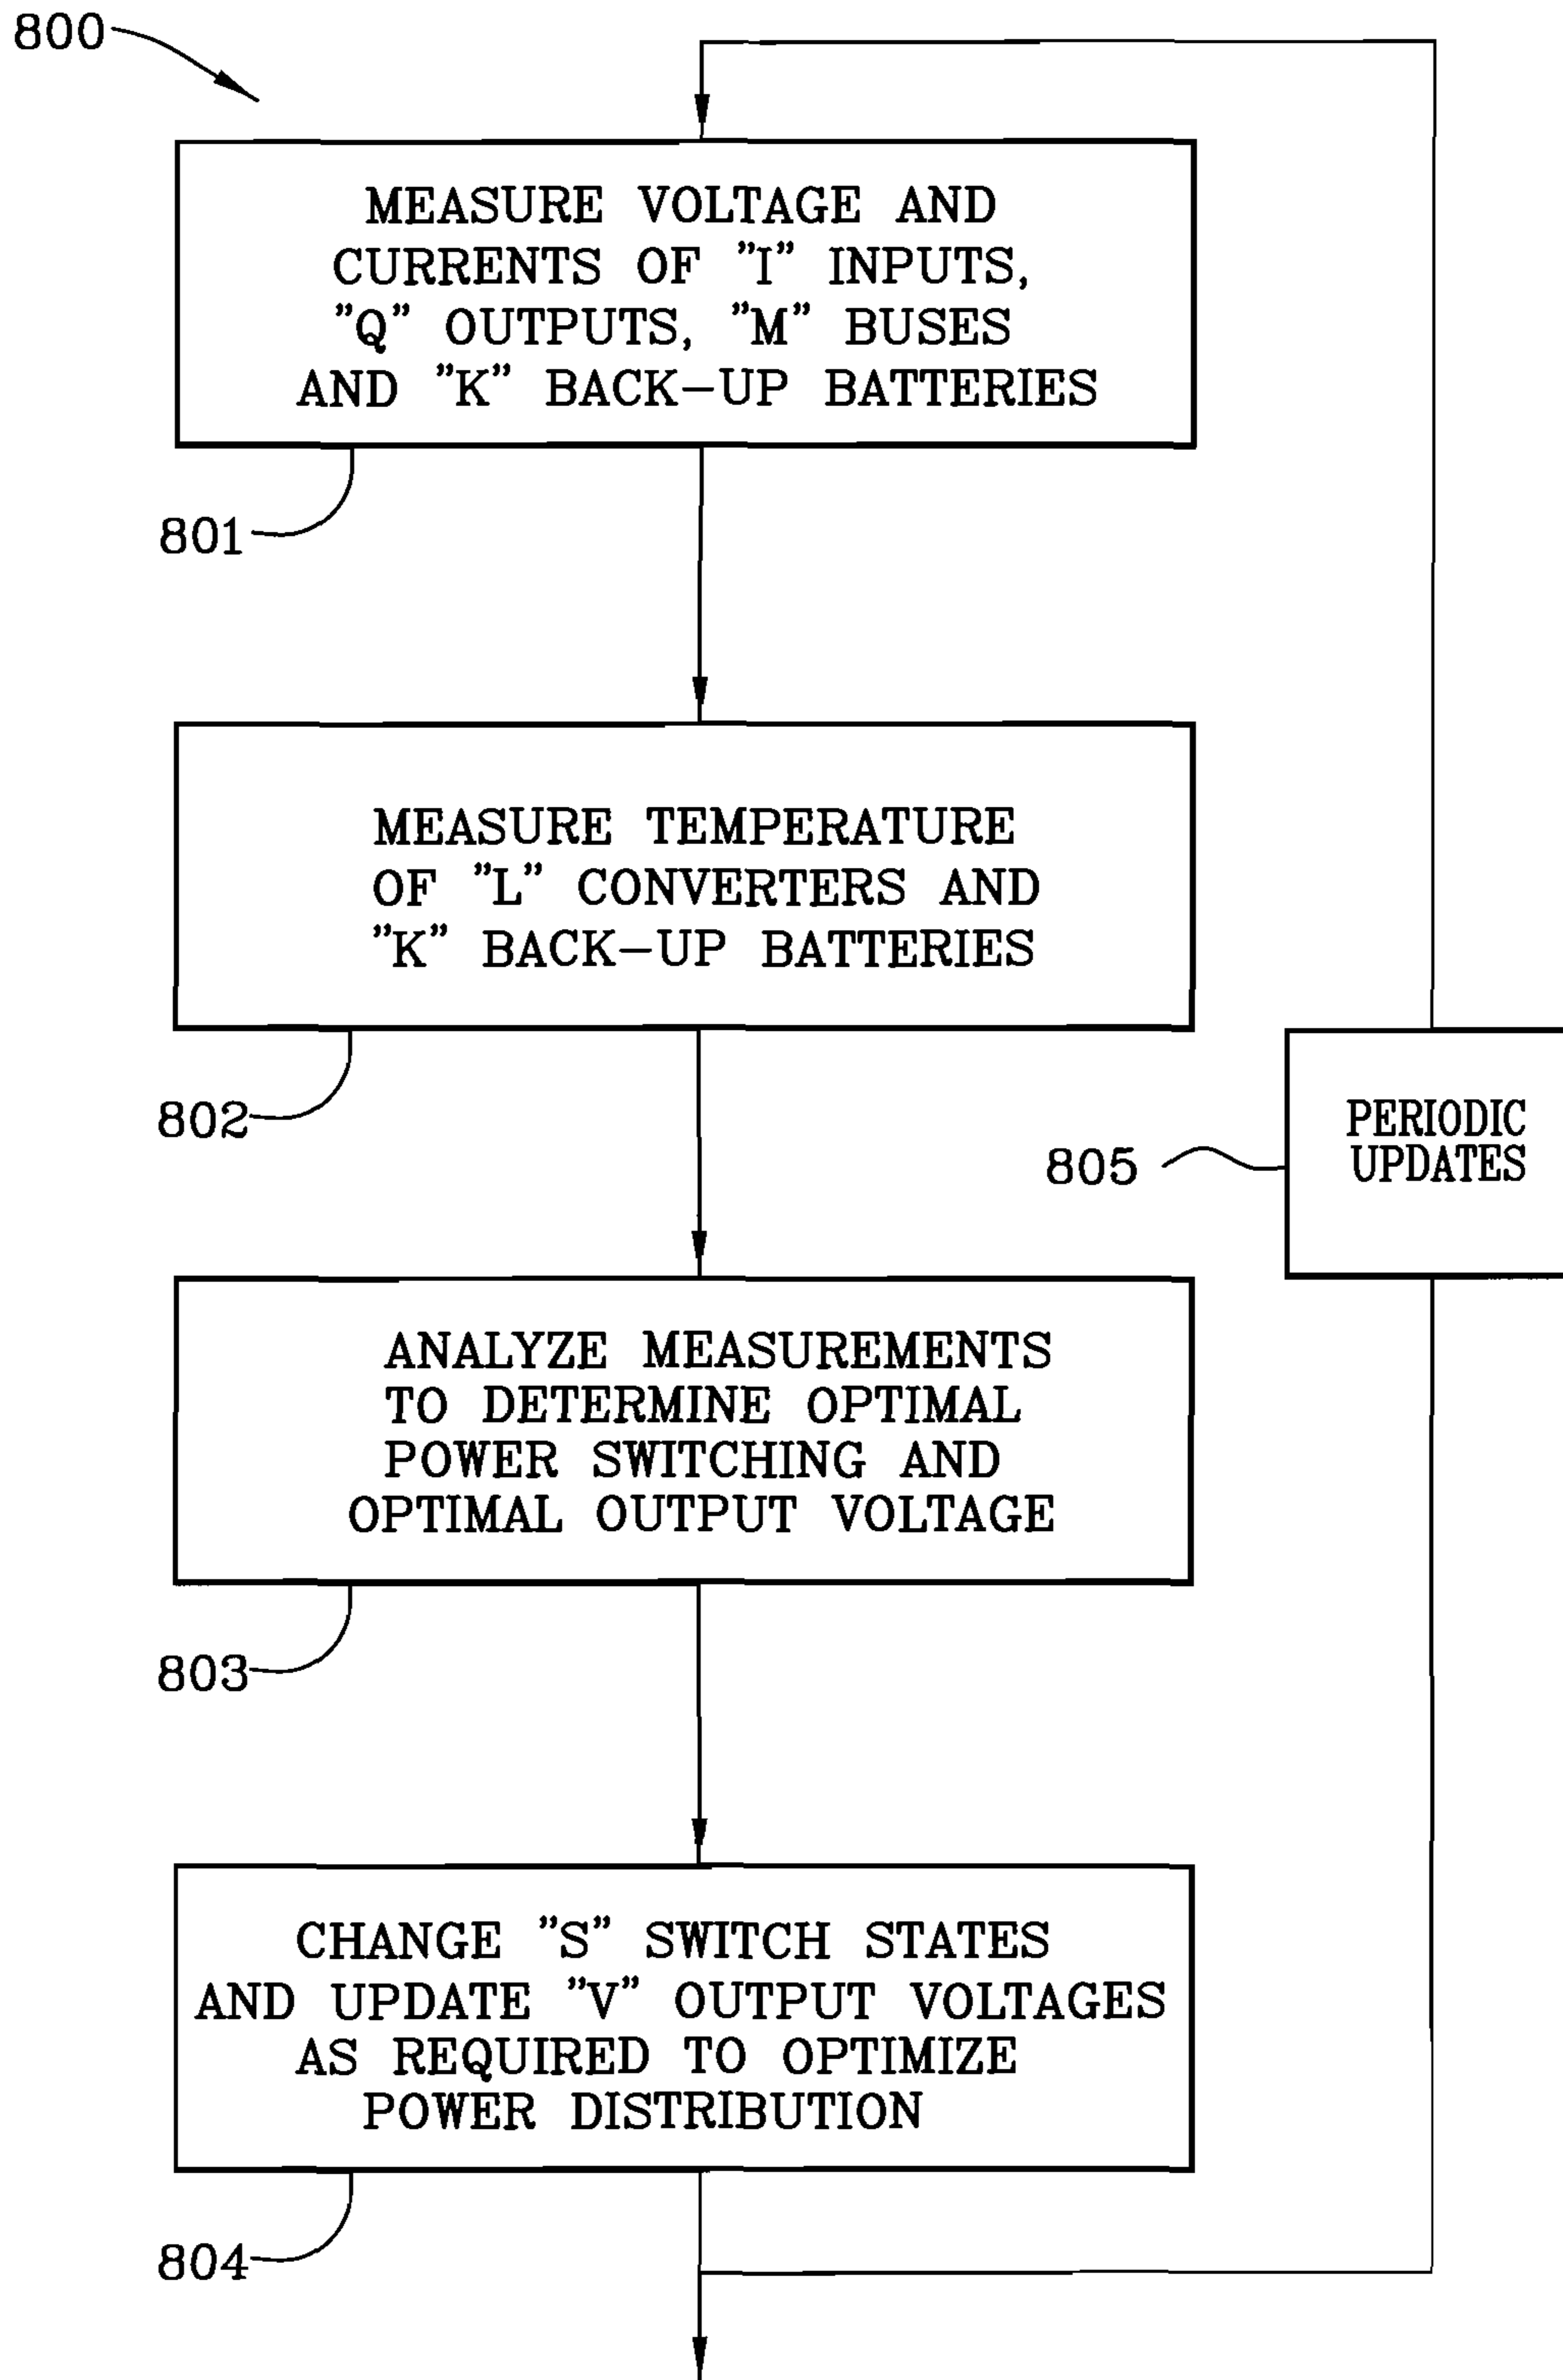 800
MEASURE VOLTAGE AND
CURRENTS OF "I" INPUTS,
"Q" OUTPUTS, "M" BUSES
AND "K" BACK-UP BATTERIES
801
MEASURE TEMPERATURE
OF "L" CONVERTERS AND
"K" BACK-UP BATTERIES
802
PERIODIC
UPDATES
805
ANALYZE MEASUREMENTS
TO DETERMINE OPTIMAL
POWER SWITCHING AND
OPTIMAL OUTPUT VOLTAGE
803
CHANGE "S" SWITCH STATES
AND UPDATE "V" OUTPUT VOLTAGES
AS REQUIRED TO OPTIMIZE
POWER DISTRIBUTION
804